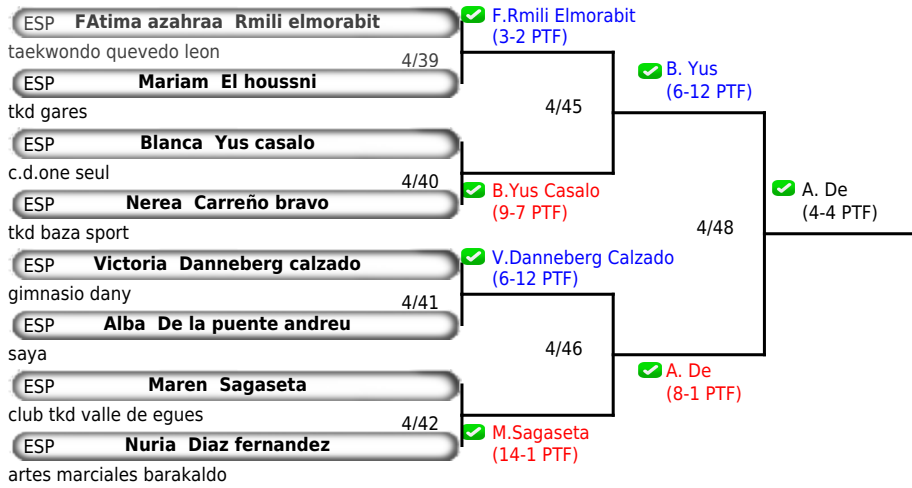 ESP FAtima azahraa Rmili elmorabit
taekwondo quevedo leon
4/39
ESP Mariam El houssni
tkd gares
ESP Blanca Yus casalo
c.d.one seul
4/40
ESP Nerea Carreño bravo
tkd baza sport
ESP Victoria Danneberg calzado
gimnasio dany
4/41
ESP Alba De la puente andreu
saya
ESP Maren Sagaseta
club tkd valle de egues
4/42
ESP Nuria Diaz fernandez
artes marciales barakaldo
F.Rmili Elmorabit
(3-2 PTF)
4/45
B.Yus Casalo
(9-7 PTF)
V.Danneberg Calzado
(6-12 PTF)
4/46
M.Sagaseta
(14-1 PTF)
B. Yus
(6-12 PTF)
4/48
A. De
(8-1 PTF)
A. De
(4-4 PTF)